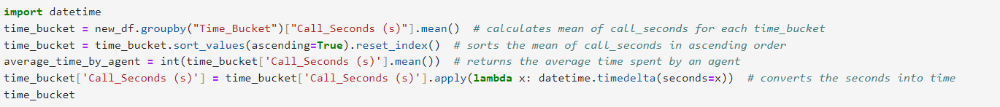 import datetime
time_bucket = new_df.groupby("Time_Bucket")["Call_Seconds (s)"].mean()  # calculates mean of call_seconds for each time_bucket
time_bucket = time_bucket.sort_values(ascending=True).reset_index()  # sorts the mean of call_seconds in ascending order
average_time_by_agent = int(time_bucket['Call_Seconds (s)'].mean())  # returns the average time spent by an agent
time_bucket['Call_Seconds (s)'] = time_bucket['Call_Seconds (s)'].apply(lambda x: datetime.timedelta(seconds=x))  # converts the seconds into time
time_bucket